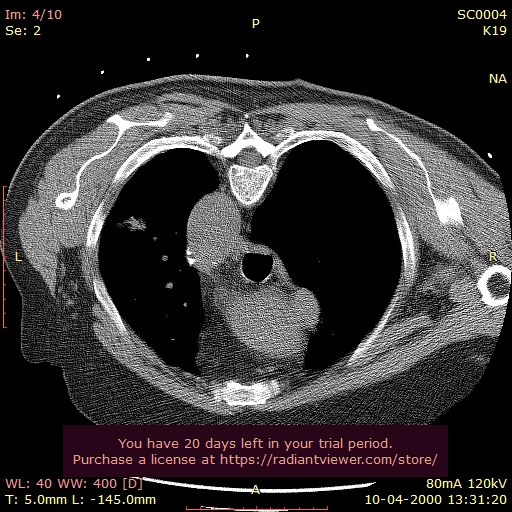 Im: 4/10
Se: 2
P
SC0004
K19
NA
L
R
You have 20 days left in your trial period.
Purchase a license at https://radiantviewer.com/store/
WL: 40 WW: 400 [D]
T: 5.0mm L: -145.0mm
A
80mA 120kV
10-04-2000 13:31:20